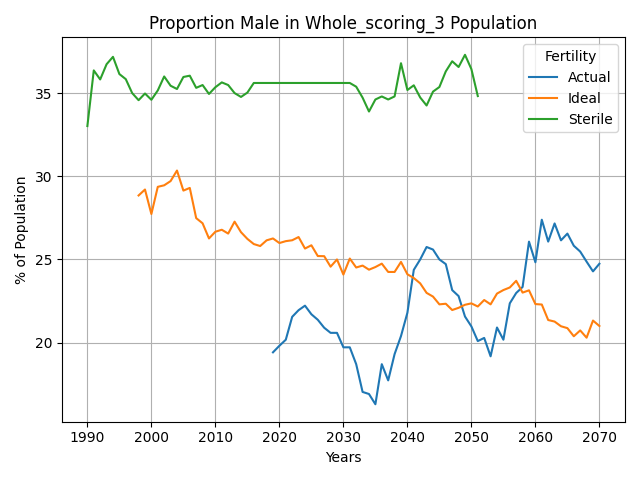 Proportion Male in Whole_scoring_3 Population
Fertility
Actual
Ideal
Sterile
% of Population
35
30
25
20
1990 2000 2010 2020 2030 2040 2050 2060 2070
Years